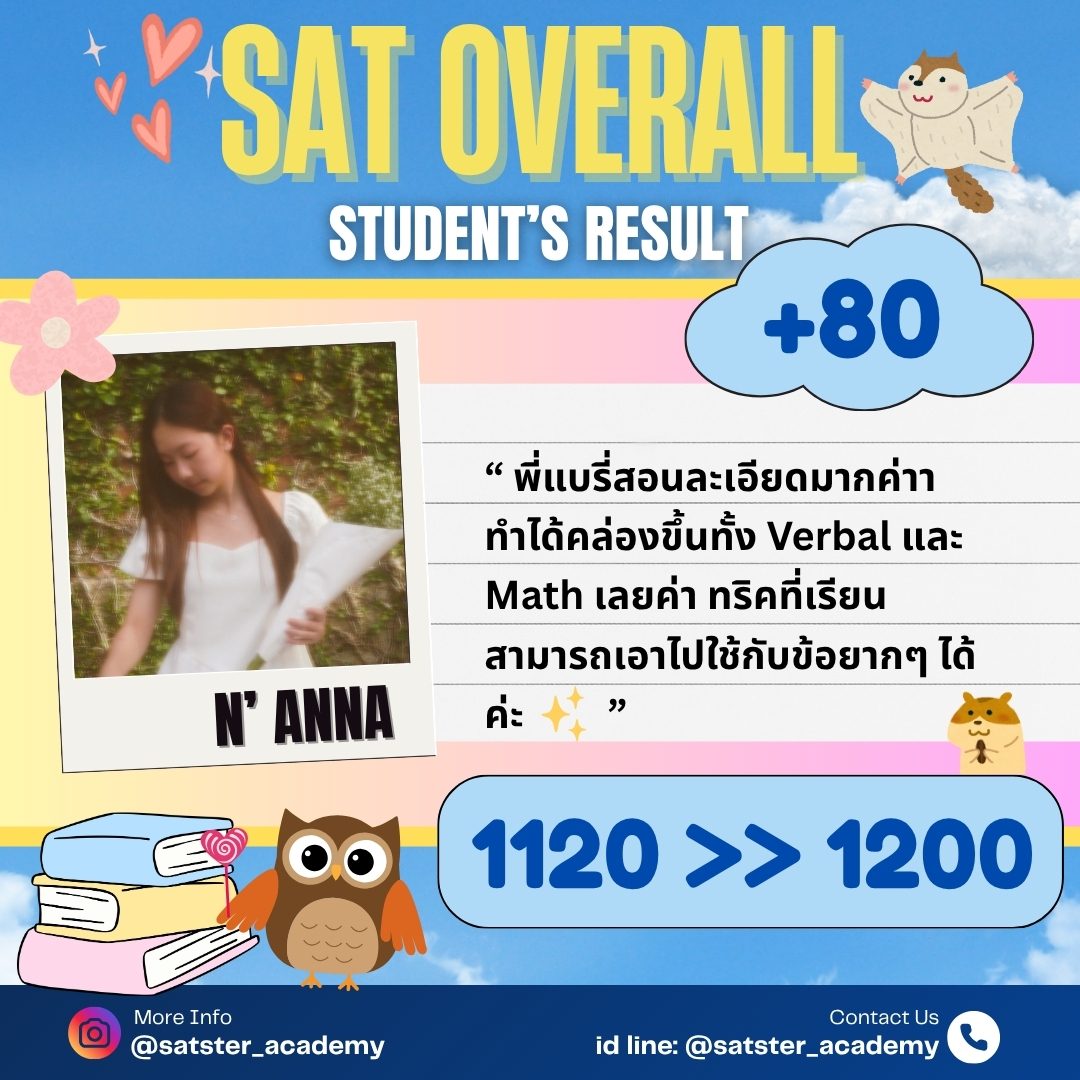 SAT OVERALL
STUDENT’S RESULT
+80
“ พี่แบรี่สอนละเอียดมากค่าา
ทำได้คล่องขึ้นทั้ง Verbal และ
Math เลยค่า ทริคที่เรียน
สามารถเอาไปใช้กับข้อยากๆ ได้
ค่ะ ✨ ”
N’ ANNA
1120 >> 1200
More Info
@satster_academy
Contact Us
id line: @satster_academy